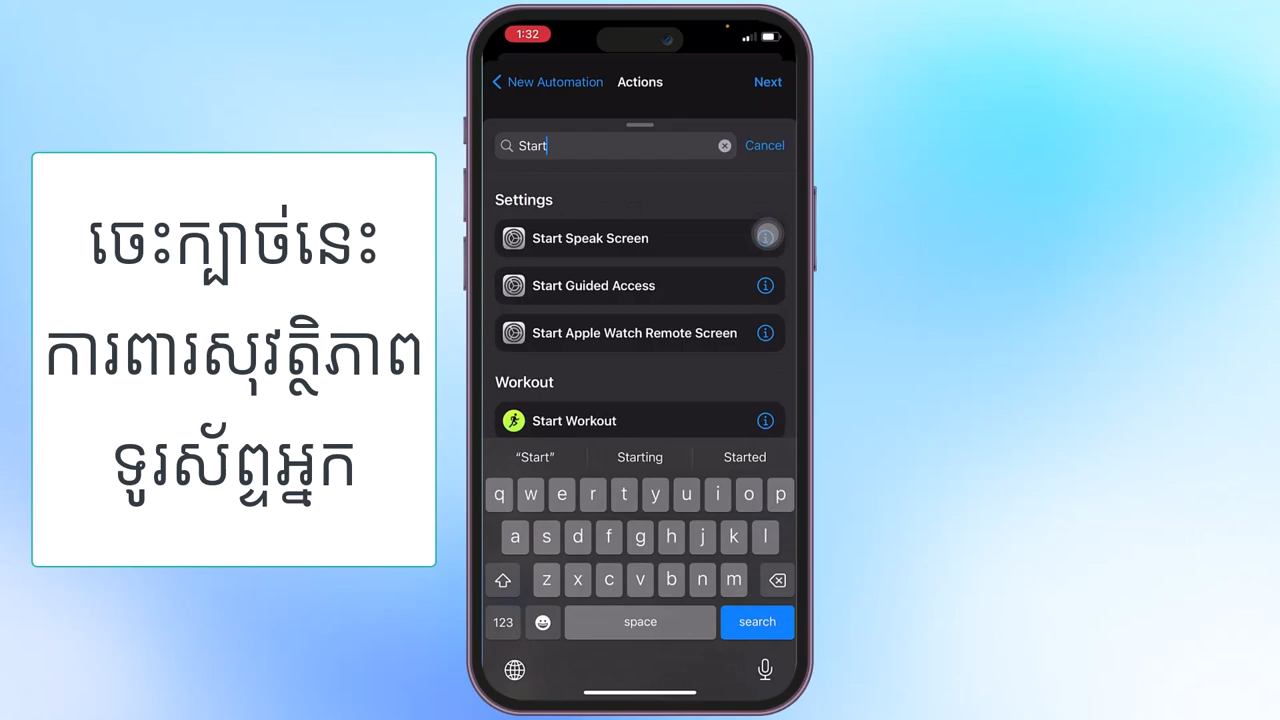 ចេះក្បាច់នេះ
ការពារសុវត្ថិភាព
ទូរស័ព្ទអ្នក
1:32
New Automation Actions Next
Start Cancel
Settings
Start Speak Screen
Start Guided Access
Start Apple Watch Remote Screen
Workout
Start Workout
“Start” Starting Started
q w e r t y u i o p
a s d f g h j k l
z x c v b n m
123 space search